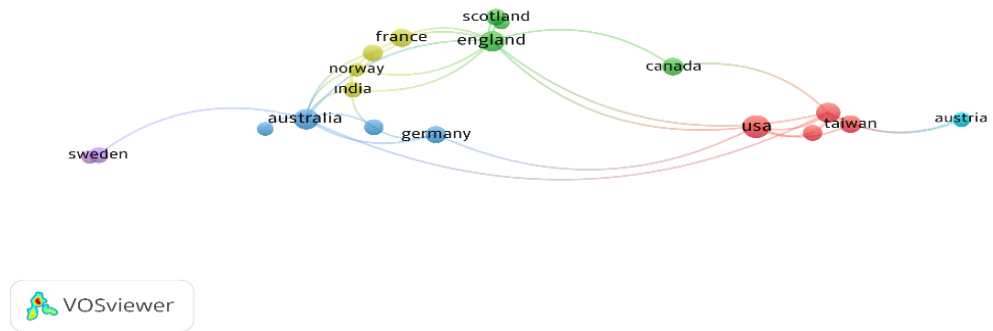 scotland
france
england
norway
canada
india
australia
usa
taiwan
austria
germany
sweden
VOSviewer